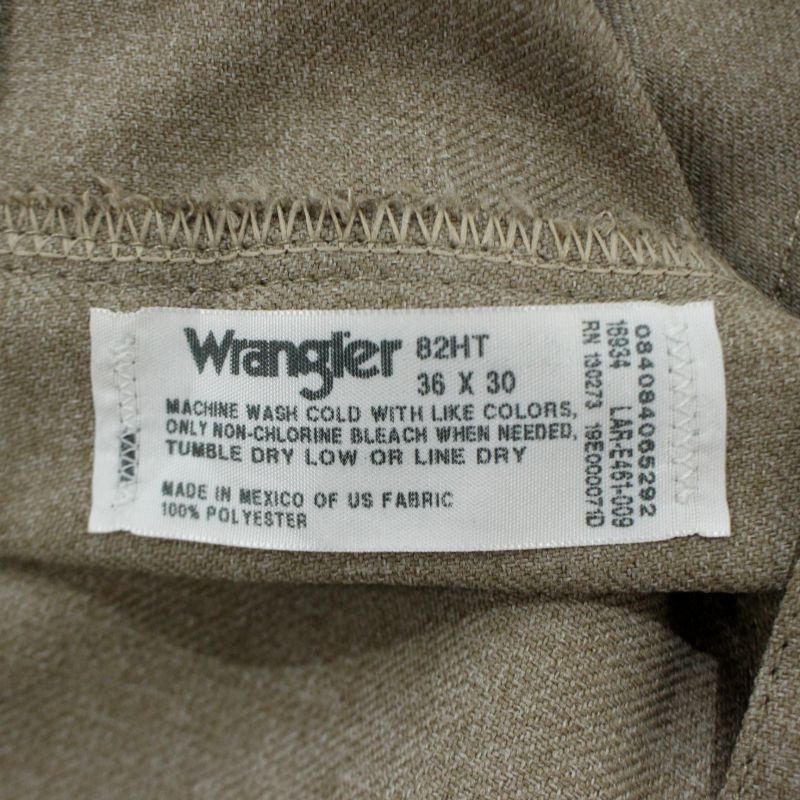 Wrangler 82HT
36 X 30
MACHINE WASH COLD WITH LIKE COLORS,
ONLY NON-CHLORINE BLEACH WHEN NEEDED,
TUMBLE DRY LOW OR LINE DRY
MADE IN MEXICO OF US FABRIC
100% POLYESTER
084084065292
16934 LAR-E461-009
RN 130273 19E000071D